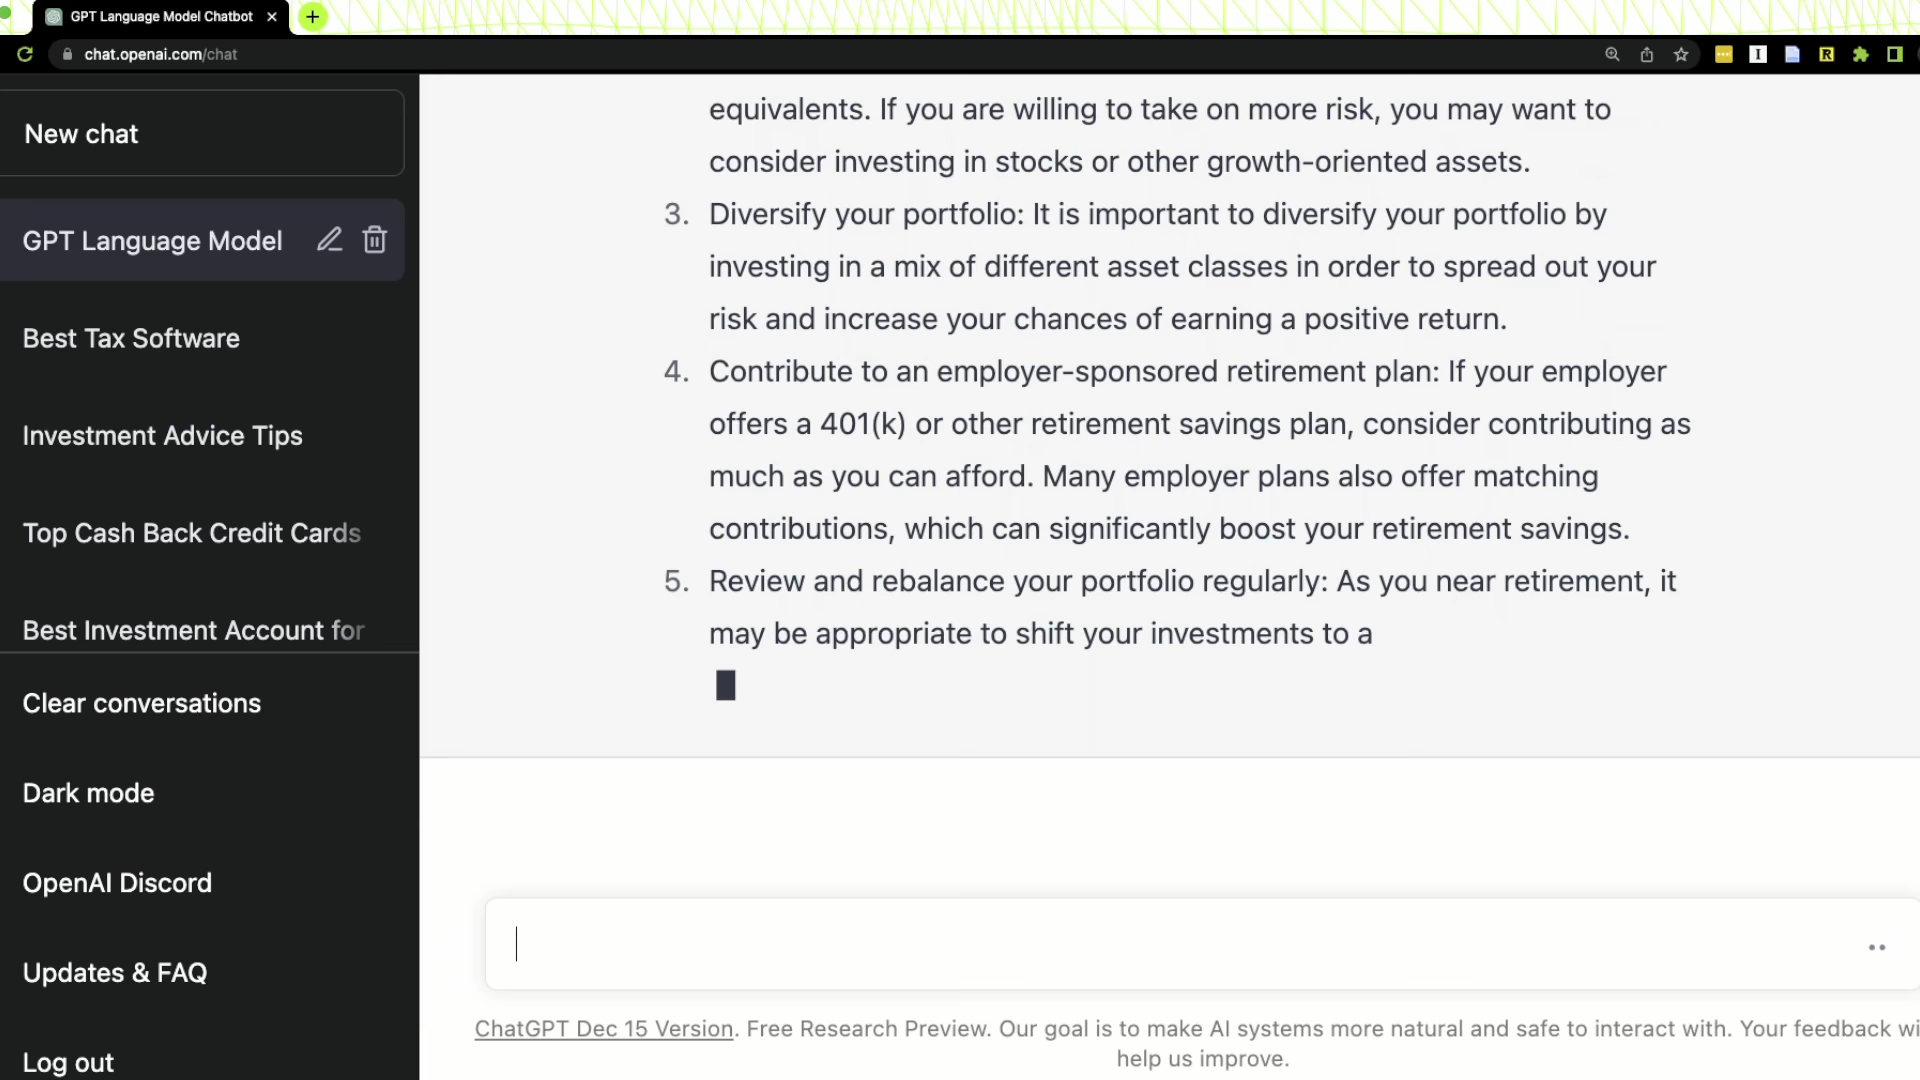 GPT Language Model Chatbot
chat.openai.com/chat
New chat
GPT Language Model
Best Tax Software
Investment Advice Tips
Top Cash Back Credit Cards
Best Investment Account for
Clear conversations
Dark mode
OpenAI Discord
Updates & FAQ
Log out
equivalents. If you are willing to take on more risk, you may want to
consider investing in stocks or other growth-oriented assets.
3. Diversify your portfolio: It is important to diversify your portfolio by
investing in a mix of different asset classes in order to spread out your
risk and increase your chances of earning a positive return.
4. Contribute to an employer-sponsored retirement plan: If your employer
offers a 401(k) or other retirement savings plan, consider contributing as
much as you can afford. Many employer plans also offer matching
contributions, which can significantly boost your retirement savings.
5. Review and rebalance your portfolio regularly: As you near retirement, it
may be appropriate to shift your investments to a
ChatGPT Dec 15 Version. Free Research Preview. Our goal is to make AI systems more natural and safe to interact with. Your feedback wi
help us improve.